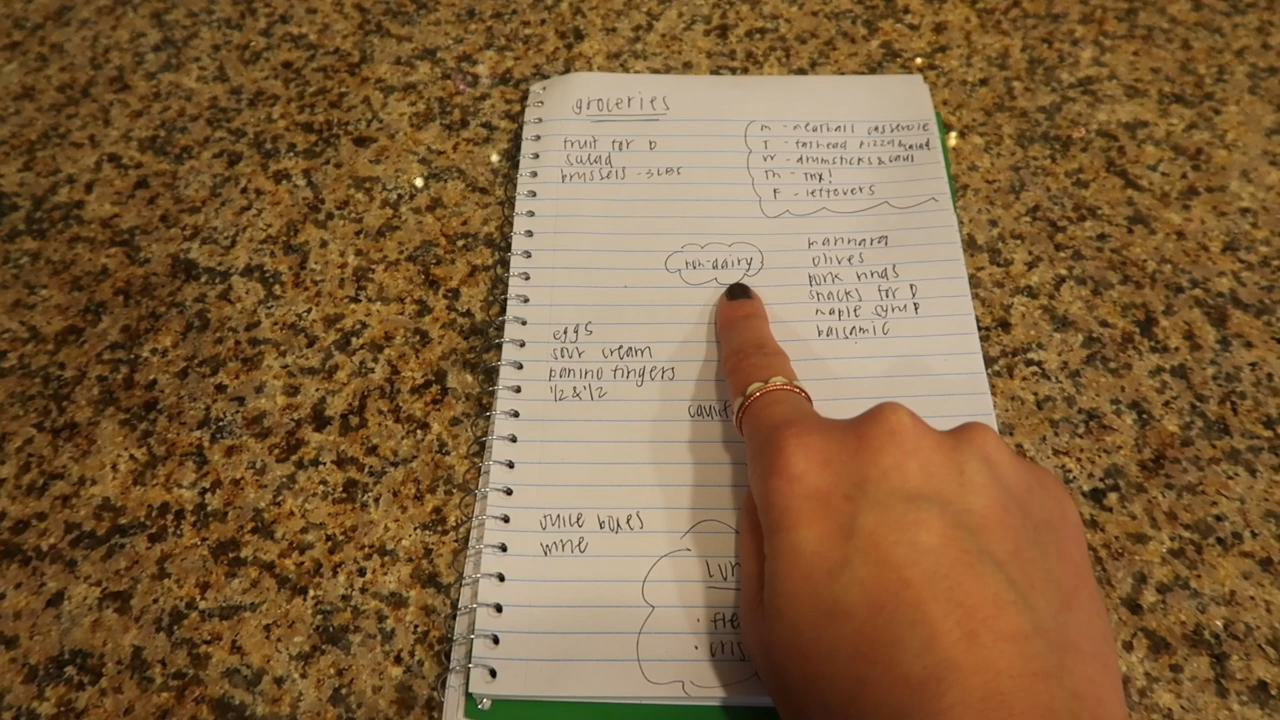 groceries
fruit for D
salad
brussels - 3 LBS
M - meatball casserole
T - fathead pizza & salad
W - drumsticks & cauli
Th - TNX!
F - leftovers
non-dairy
marinara
olives
pork rinds
snacks for D
maple syrup
balsamic
eggs
sour cream
panino fingers
1/2 & 1/2
juice boxes
wine